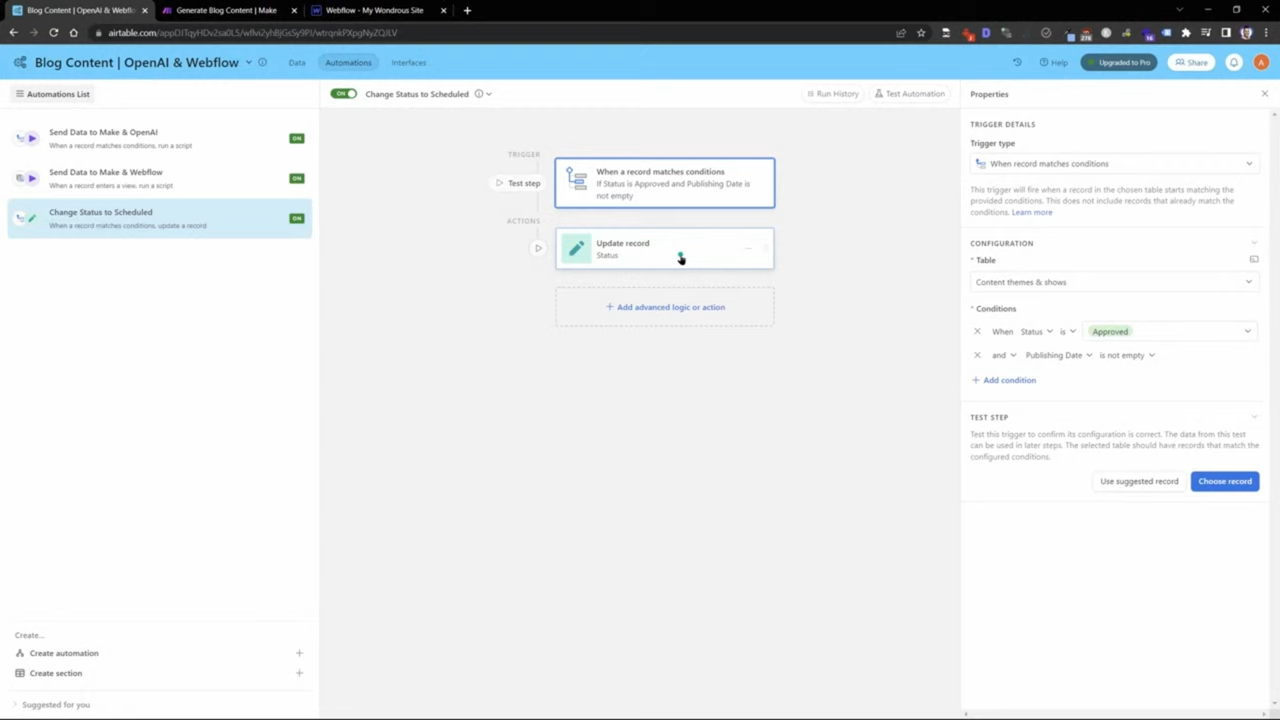 Blog Content | OpenAI & Webflo
Generate Blog Content | Make
Webflow - My Wondrous Site
Blog Content | OpenAI & Webflow
Data
Automations
Interfaces
Help
Upgraded to Pro
Share
A
Automations List
ON
Change Status to Scheduled
Run History
Test Automation
Properties
Send Data to Make & OpenAI
When a record matches conditions, run a script
ON
Send Data to Make & Webflow
When a record enters a view, run a script
ON
Change Status to Scheduled
When a record matches conditions, update a record
ON
TRIGGER
Test step
When a record matches conditions
If Status is Approved and Publishing Date is
not empty
ACTIONS
Update record
Status
Add advanced logic or action
TRIGGER DETAILS
Trigger type
When record matches conditions
This trigger will fire when a record in the chosen table starts matching the
provided conditions. This does not include records that already match the
conditions. Learn more
CONFIGURATION
* Table
Content themes & shows
* Conditions
When Status is Approved
and Publishing Date is not empty
+ Add condition
TEST STEP
Test this trigger to confirm its configuration is correct. The data from this test
can be used in later steps. The selected table should have records that match the
configured conditions.
Use suggested record
Choose record
Create...
Create automation
Create section
Suggested for you